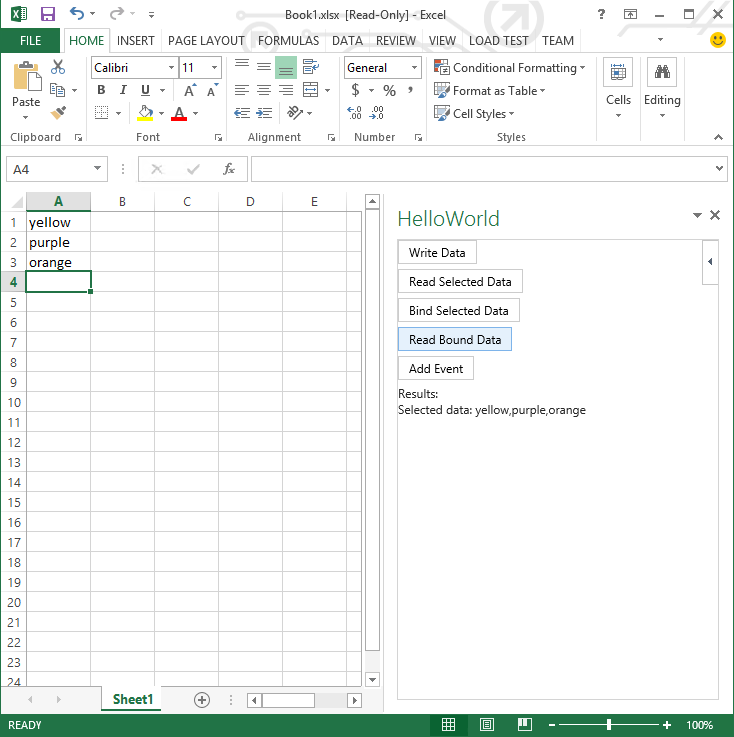 Book1.xlsx [Read-Only] - Excel
?
FILE HOME INSERT PAGE LAYOUT FORMULAS DATA REVIEW VIEW LOAD TEST TEAM
Calibri 11
General
Conditional Formatting
Format as Table
Cell Styles
Paste
B I U A A
$ % ,
Cells Editing
A
.00 .00
Clipboard Font Alignment Number Styles
A4
fx
A B C D E
1 yellow
2 purple
3 orange
4
5
6
7
8
9
10
11
12
13
14
15
16
17
18
19
20
21
22
23
24
HelloWorld
Write Data
Read Selected Data
Bind Selected Data
Read Bound Data
Add Event
Results:
Selected data: yellow,purple,orange
Sheet1
READY 100%